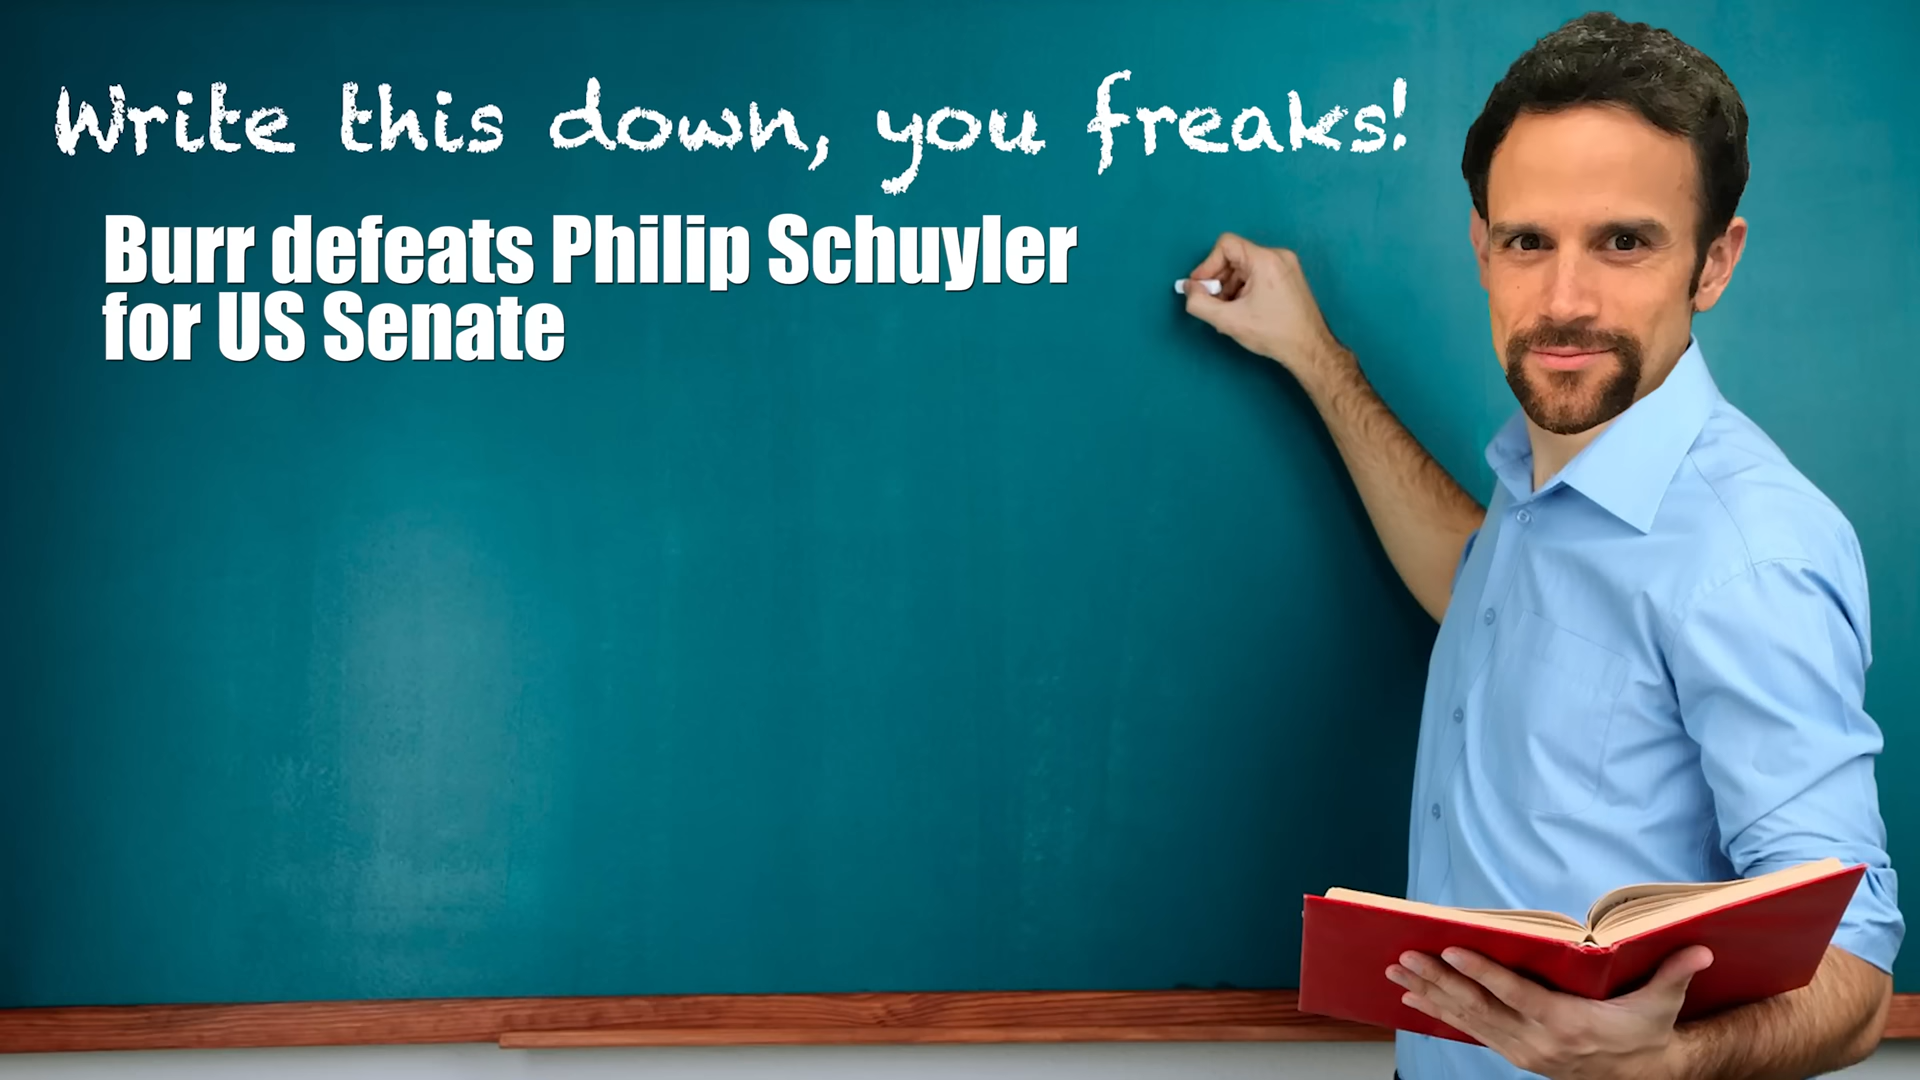 Write this down, you freaks!
Burr defeats Philip Schuyler
for US Senate